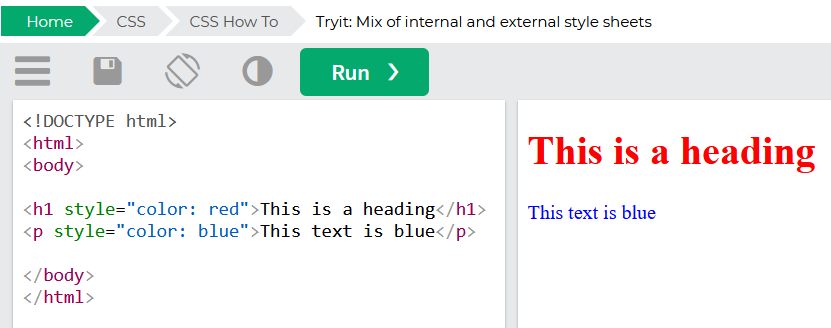 Home CSS CSS How To Tryit: Mix of internal and external style sheets
Run ❯
<!DOCTYPE html>
<html>
<body>
<h1 style="color: red">This is a heading</h1>
<p style="color: blue">This text is blue</p>
</body>
</html>
This is a heading
This text is blue